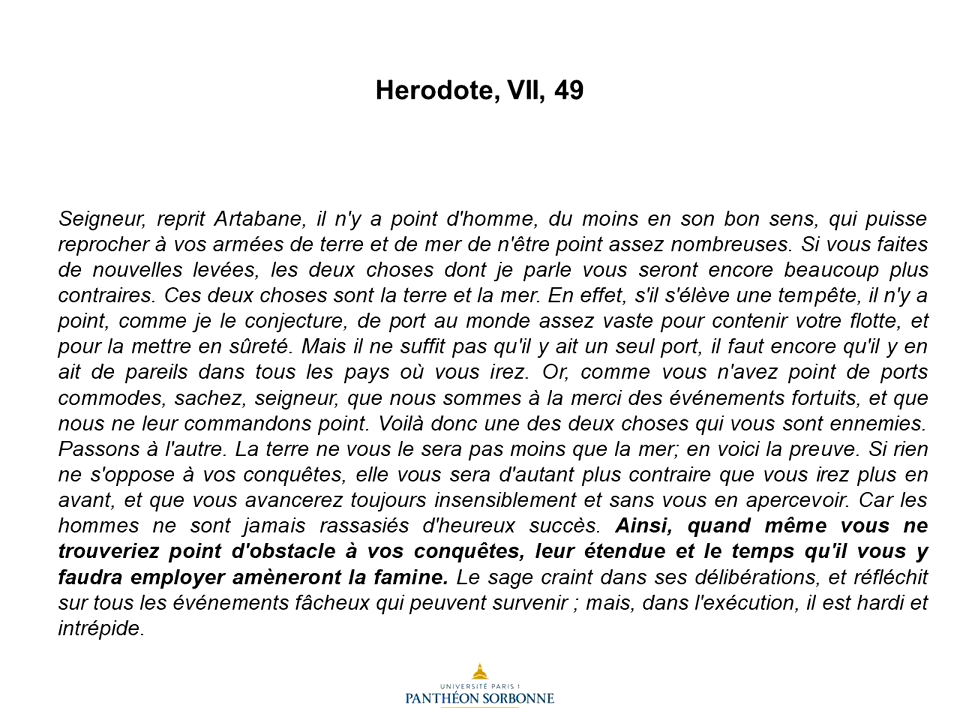 Herodote, VII, 49
Seigneur, reprit Artabane, il n'y a point d'homme, du moins en son bon sens, qui puisse
reprocher à vos armées de terre et de mer de n'être point assez nombreuses. Si vous faites
de nouvelles levées, les deux choses dont je parle vous seront encore beaucoup plus
contraires. Ces deux choses sont la terre et la mer. En effet, s'il s'élève une tempête, il n'y a
point, comme je le conjecture, de port au monde assez vaste pour contenir votre flotte, et
pour la mettre en sûreté. Mais il ne suffit pas qu'il y ait un seul port, il faut encore qu'il y en
ait de pareils dans tous les pays où vous irez. Or, comme vous n'avez point de ports
commodes, sachez, seigneur, que nous sommes à la merci des événements fortuits, et que
nous ne leur commandons point. Voilà donc une des deux choses qui vous sont ennemies.
Passons à l'autre. La terre ne vous le sera pas moins que la mer; en voici la preuve. Si rien
ne s'oppose à vos conquêtes, elle vous sera d'autant plus contraire que vous irez plus en
avant, et que vous avancerez toujours insensiblement et sans vous en apercevoir. Car les
hommes ne sont jamais rassasiés d'heureux succès. Ainsi, quand même vous ne
trouveriez point d'obstacle à vos conquêtes, leur étendue et le temps qu'il vous y
faudra employer amèneront la famine. Le sage craint dans ses délibérations, et réfléchit
sur tous les événements fâcheux qui peuvent survenir ; mais, dans l'exécution, il est hardi et
intrépide.
UNIVERSITÉ PARIS 1
PANTHÉON SORBONNE